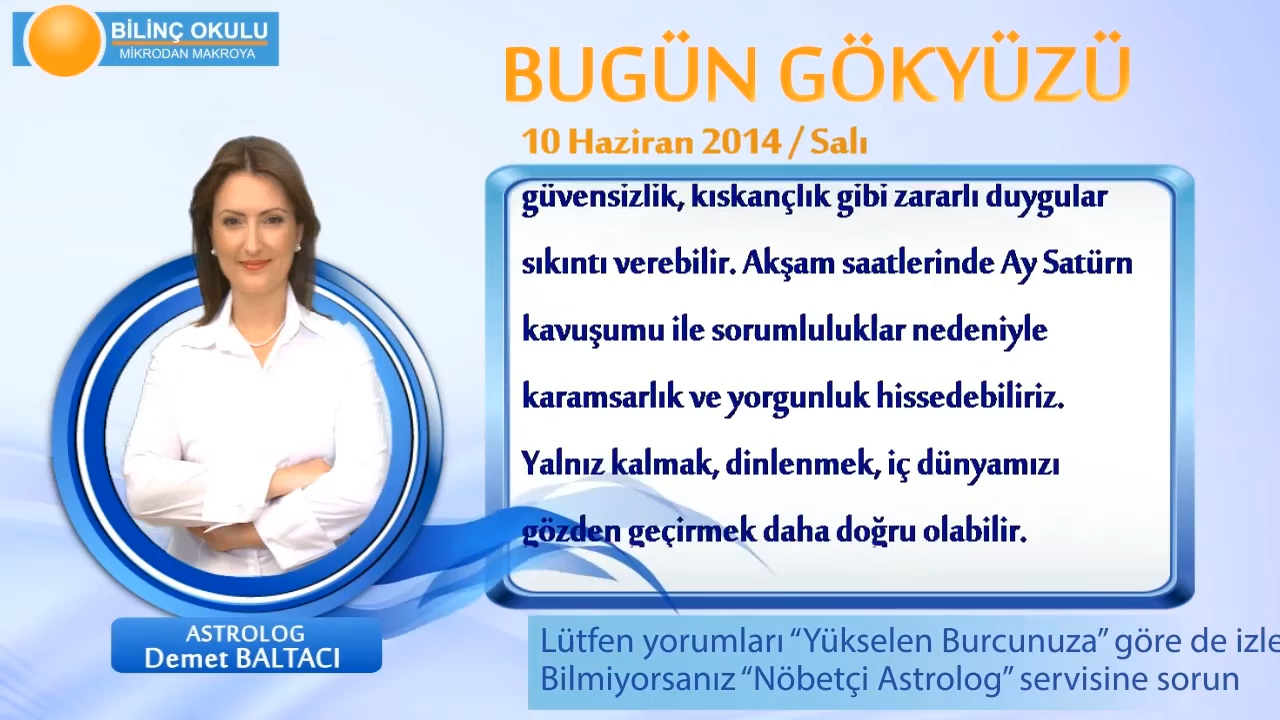 BİLİNÇ OKULU
MİKRODAN MAKROYA
BUGÜN GÖKYÜZÜ
10 Haziran 2014 / Salı
güvensizlik, kıskançlık gibi zararlı duygular
sıkıntı verebilir. Akşam saatlerinde Ay Satürn
kavuşumu ile sorumluluklar nedeniyle
karamsarlık ve yorgunluk hissedebiliriz.
Yalnız kalmak, dinlenmek, iç dünyamızı
gözden geçirmek daha doğru olabilir.
ASTROLOG
Demet BALTACI
Lütfen yorumları “Yükselen Burcunuza” göre de izle
Bilmiyorsanız “Nöbetçi Astrolog” servisine sorun